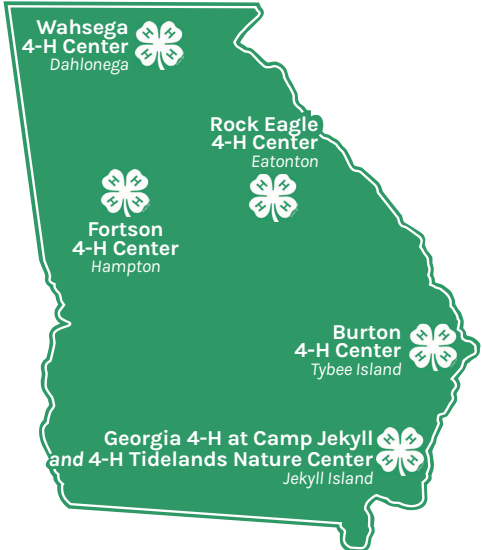 Wahsega
4-H Center
Dahlonega
H H H H
Rock Eagle
4-H Center
Eatonton
H H H H
H H H H
Fortson
4-H Center
Hampton
Burton
4-H Center
Tybee Island
H H H H
Georgia 4-H at Camp Jekyll
and 4-H Tidelands Nature Center
Jekyll Island
H H H H